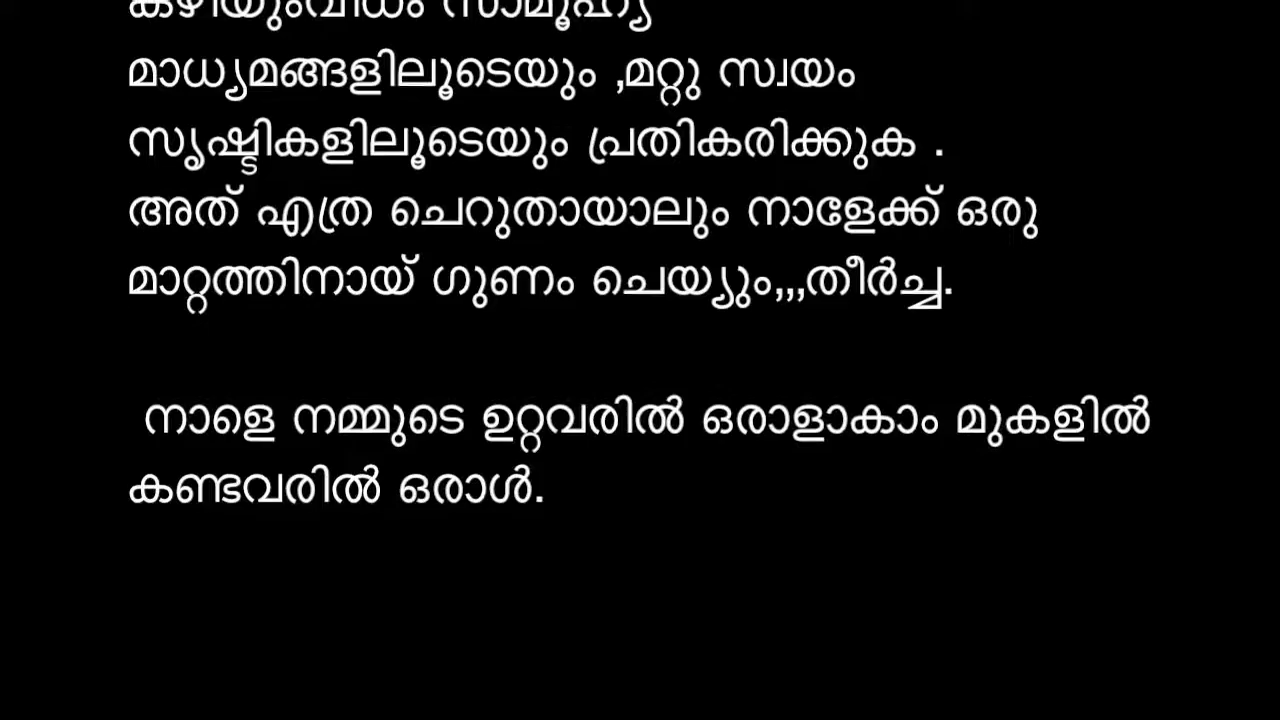 കഴിയുംവിധം സാമൂഹ്യ
മാധ്യമങ്ങളിലൂടെയും ,മറ്റു സ്വയം
സൃഷ്ടികളിലൂടെയും പ്രതികരിക്കുക .
അത് എത്ര ചെറുതായാലും നാളേക്ക് ഒരു
മാറ്റത്തിനായ് ഗുണം ചെയ്യും,,,തീർച്ച.
നാളെ നമ്മുടെ ഉറ്റവരിൽ ഒരാളാകാം മുകളിൽ
കണ്ടവരിൽ ഒരാൾ.